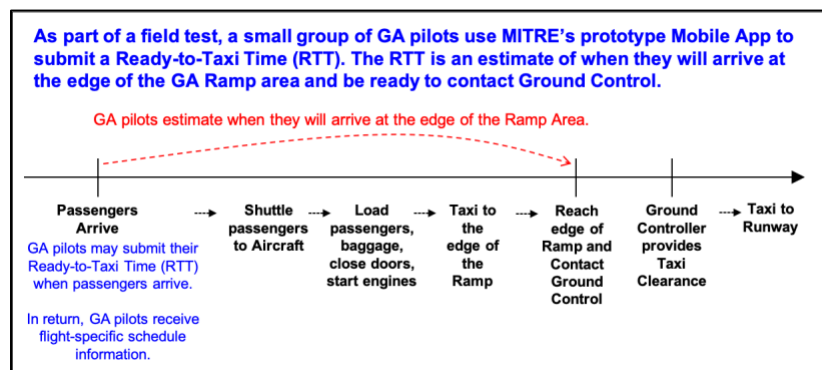 As part of a field test, a small group of GA pilots use MITRE's prototype Mobile App to
submit a Ready-to-Taxi Time (RTT). The RTT is an estimate of when they will arrive at
the edge of the GA Ramp area and be ready to contact Ground Control.
GA pilots estimate when they will arrive at the edge of the Ramp Area.
Passengers
Arrive
GA pilots may submit their
Ready-to-Taxi Time (RTT)
when passengers arrive.
In return, GA pilots receive
flight-specific schedule
information.
Shuttle
passengers
to Aircraft
Load
passengers,
baggage,
close doors,
start engines
Taxi to
the
edge of
the
Ramp
Reach
edge of
Ramp and
Contact
Ground
Control
Ground
Controller
provides
Taxi
Clearance
Taxi to
Runway